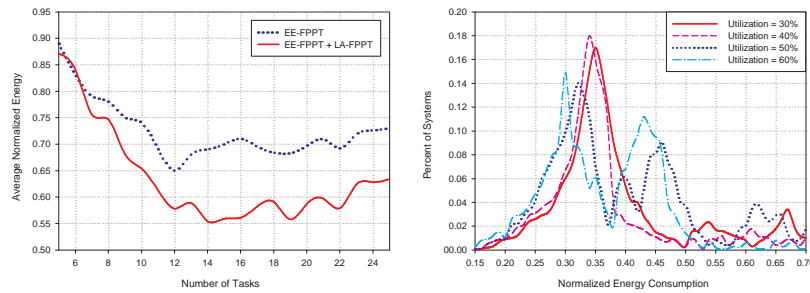 0.95
0.90
0.85
0.80
0.75
0.70
0.65
0.60
0.55
0.50
Average Normalized Energy
EE-FPPT
EE-FPPT + LA-FPPT
6 8 10 12 14 16 18 20 22 24
Number of Tasks
0.20
0.18
0.16
0.14
0.12
0.10
0.08
0.06
0.04
0.02
0.00
Percent of Systems
Utilization = 30%
Utilization = 40%
Utilization = 50%
Utilization = 60%
0.15 0.20 0.25 0.30 0.35 0.40 0.45 0.50 0.55 0.60 0.65 0.70
Normalized Energy Consumption